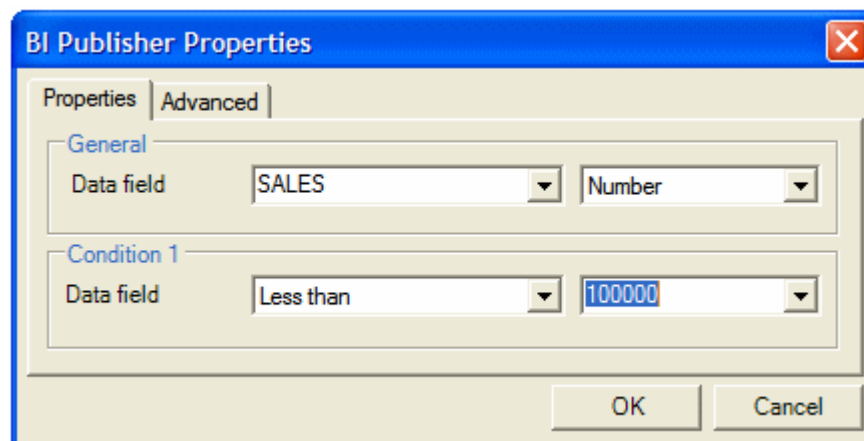 BI Publisher Properties
Properties Advanced
General
Data field SALES Number
Condition 1
Data field Less than 100000
OK Cancel